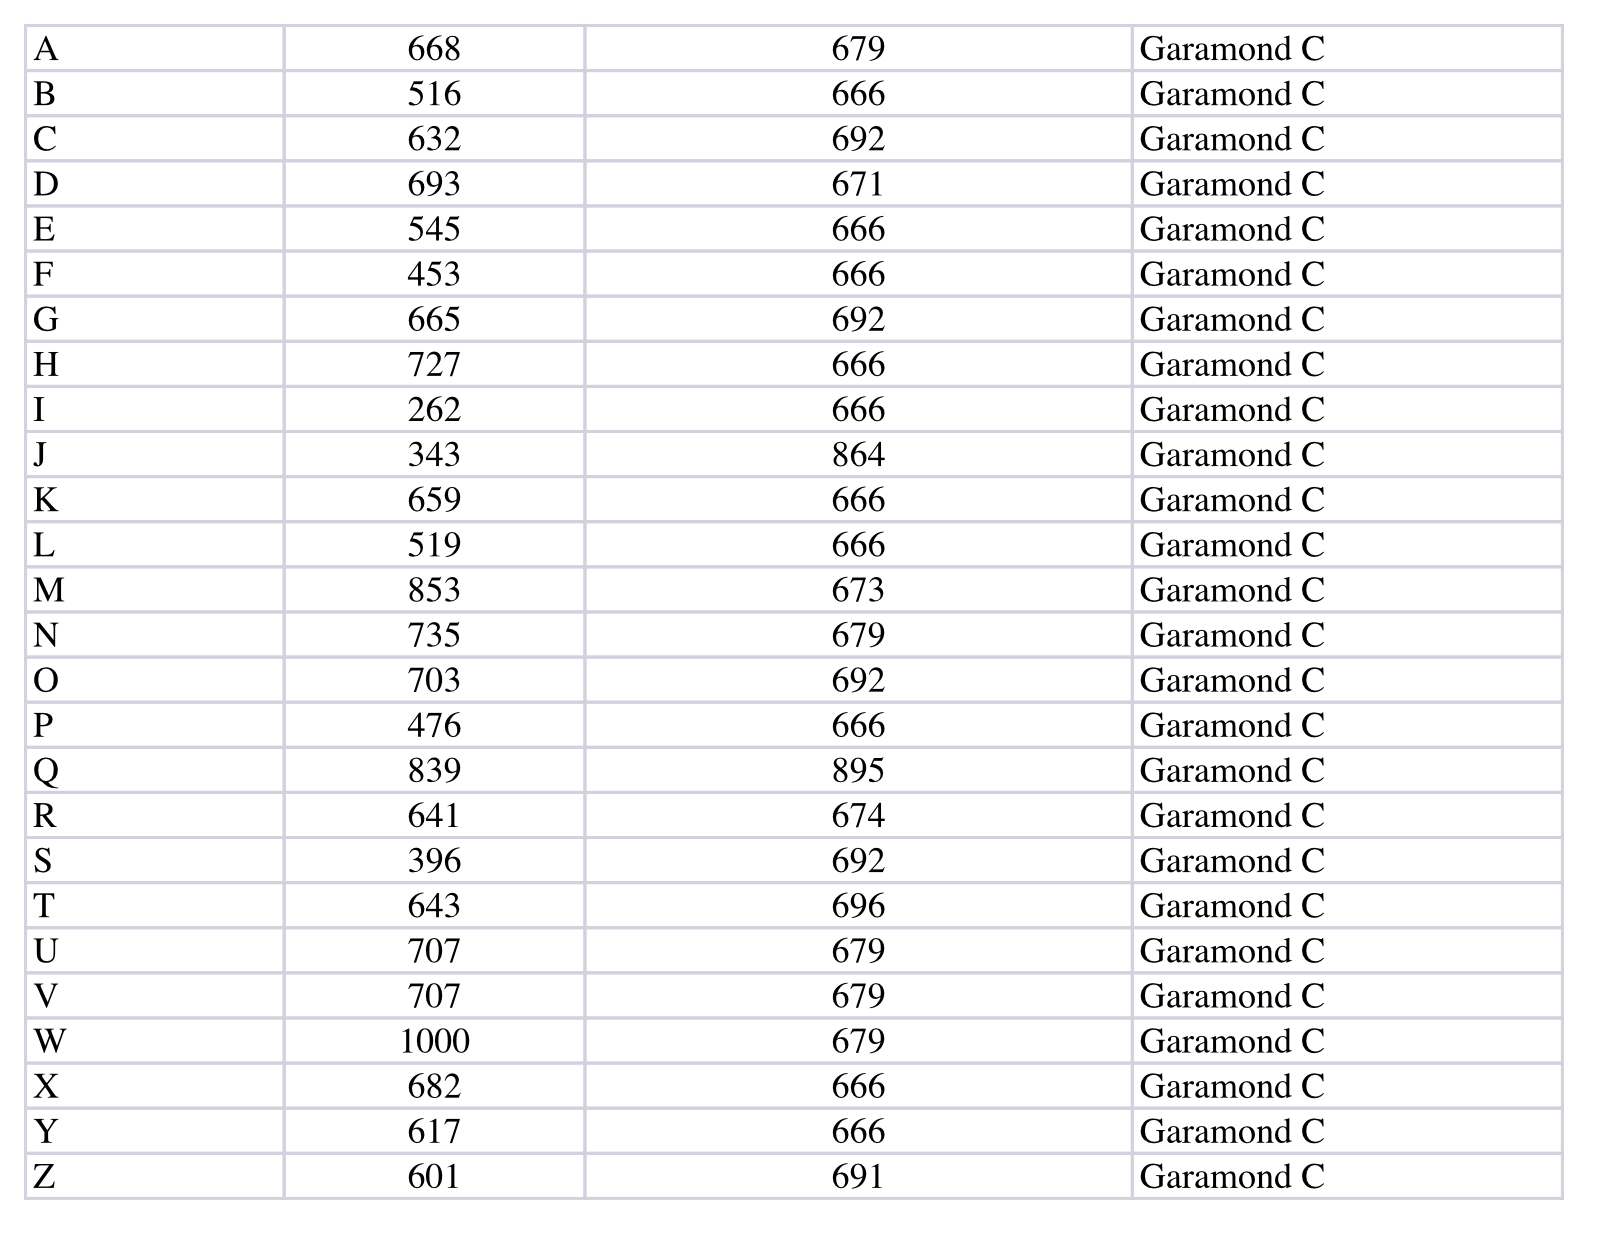 A 668 679 Garamond C
B 516 666 Garamond C
C 632 692 Garamond C
D 693 671 Garamond C
E 545 666 Garamond C
F 453 666 Garamond C
G 665 692 Garamond C
H 727 666 Garamond C
I 262 666 Garamond C
J 343 864 Garamond C
K 659 666 Garamond C
L 519 666 Garamond C
M 853 673 Garamond C
N 735 679 Garamond C
O 703 692 Garamond C
P 476 666 Garamond C
Q 839 895 Garamond C
R 641 674 Garamond C
S 396 692 Garamond C
T 643 696 Garamond C
U 707 679 Garamond C
V 707 679 Garamond C
W 1000 679 Garamond C
X 682 666 Garamond C
Y 617 666 Garamond C
Z 601 691 Garamond C